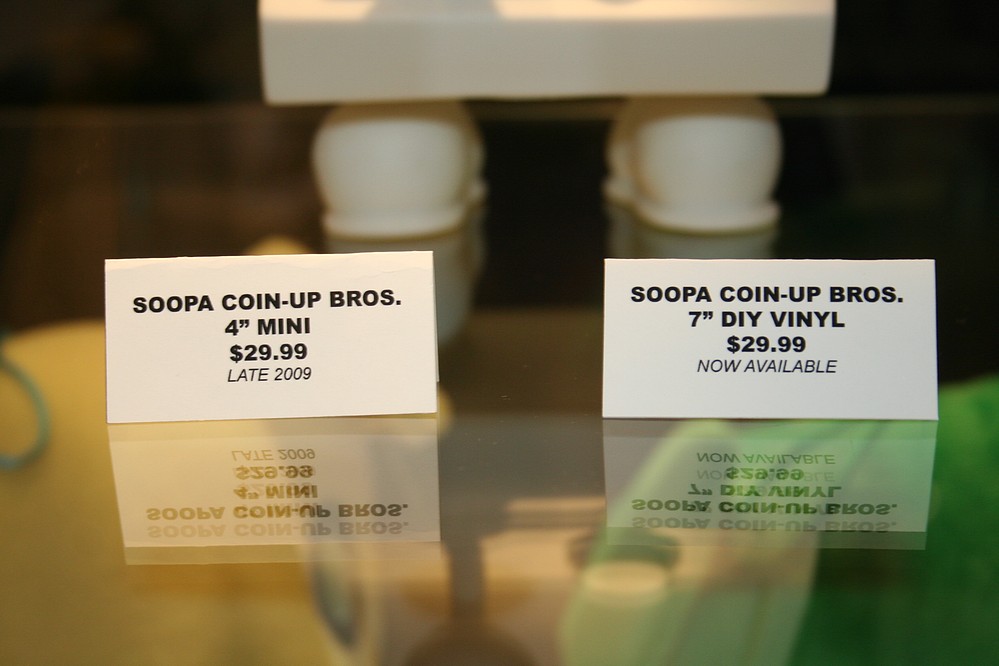 SOOPA COIN-UP BROS.
4” MINI
$29.99
LATE 2009
SOOPA COIN-UP BROS.
7” DIY VINYL
$29.99
NOW AVAILABLE